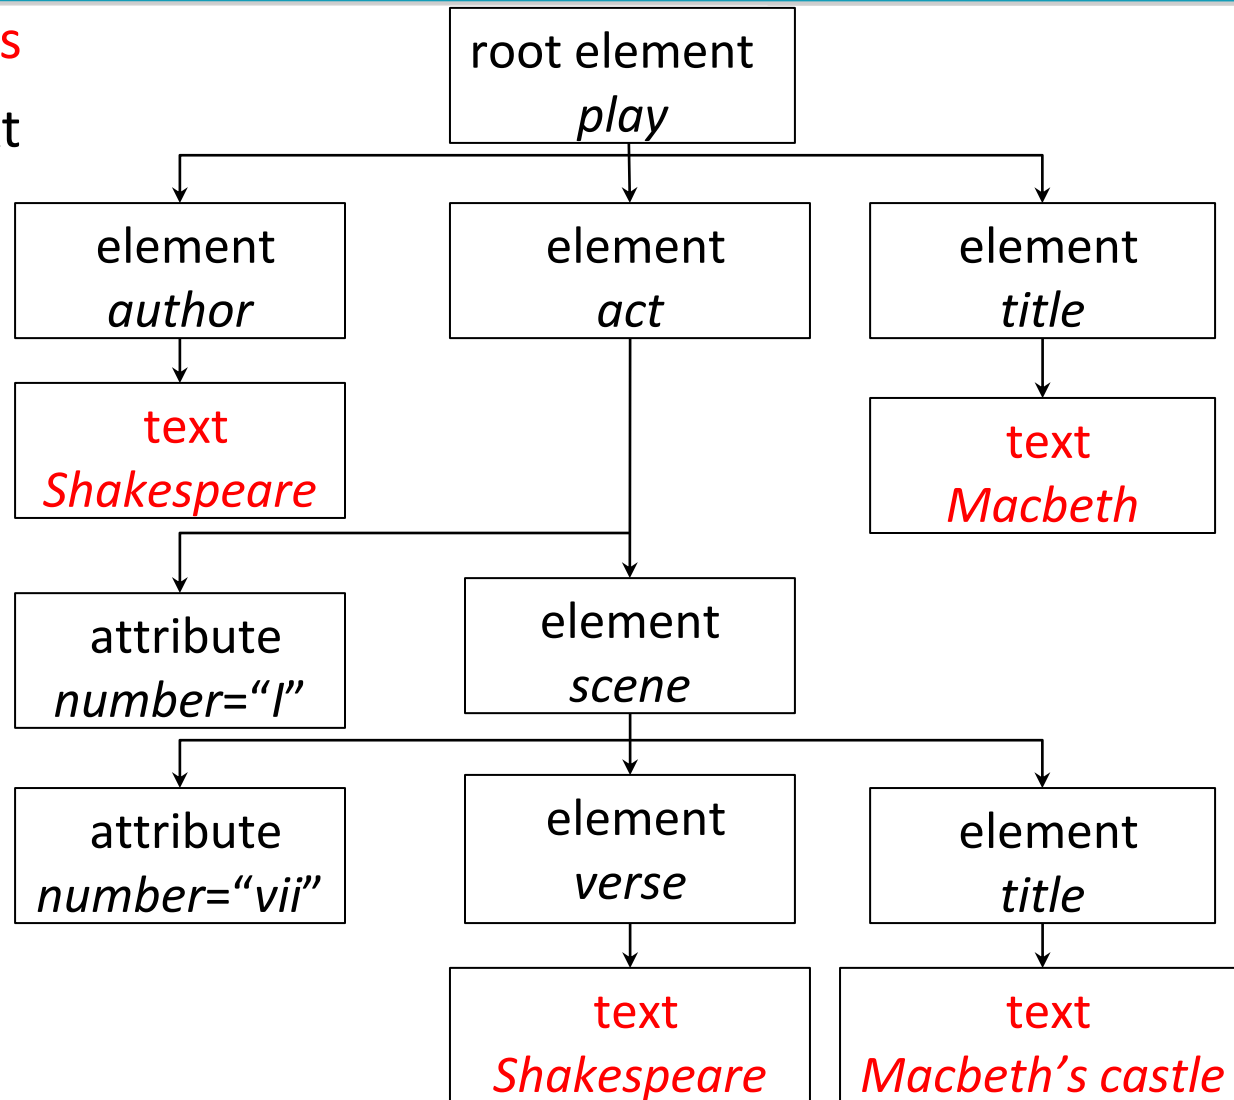 root element
play
element
author
element
act
element
title
text
Shakespeare
text
Macbeth
attribute
number=“I”
element
scene
attribute
number=“vii”
element
verse
element
title
text
Shakespeare
text
Macbeth’s castle